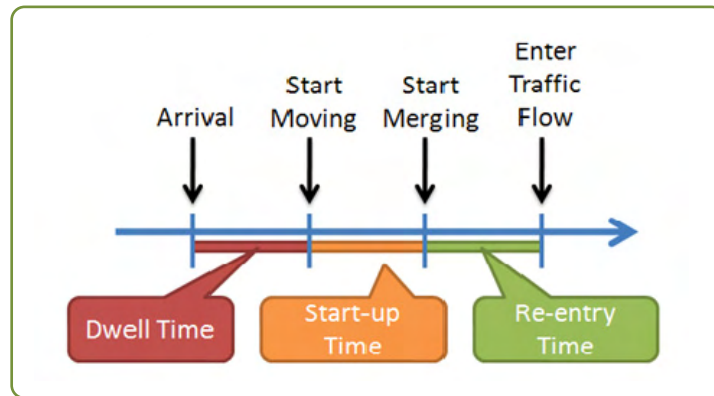 Arrival
Start
Moving
Start
Merging
Enter
Traffic
Flow
Dwell Time
Start-up
Time
Re-entry
Time